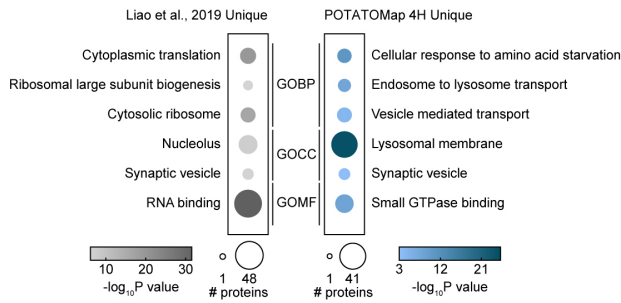 Liao et al., 2019 Unique POTATOMap 4H Unique
Cytoplasmic translation Cellular response to amino acid starvation
Ribosomal large subunit biogenesis GOBP Endosome to lysosome transport
Cytosolic ribosome Vesicle mediated transport
Nucleolus Lysosomal membrane
GOCC
Synaptic vesicle Synaptic vesicle
RNA binding GOMF Small GTPase binding
10 20 30 1 48 1 41 3 12 21
-log10P value # proteins # proteins -log10P value